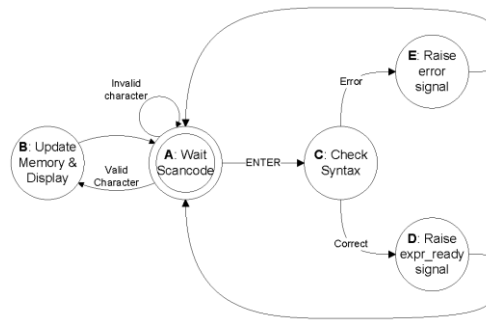 E: Raise
error
signal
Invalid
character
Error
B: Update
Memory &
Display
A: Wait
Scancode
ENTER
C: Check
Syntax
Valid
Character
Correct
D: Raise
expr_ready
signal